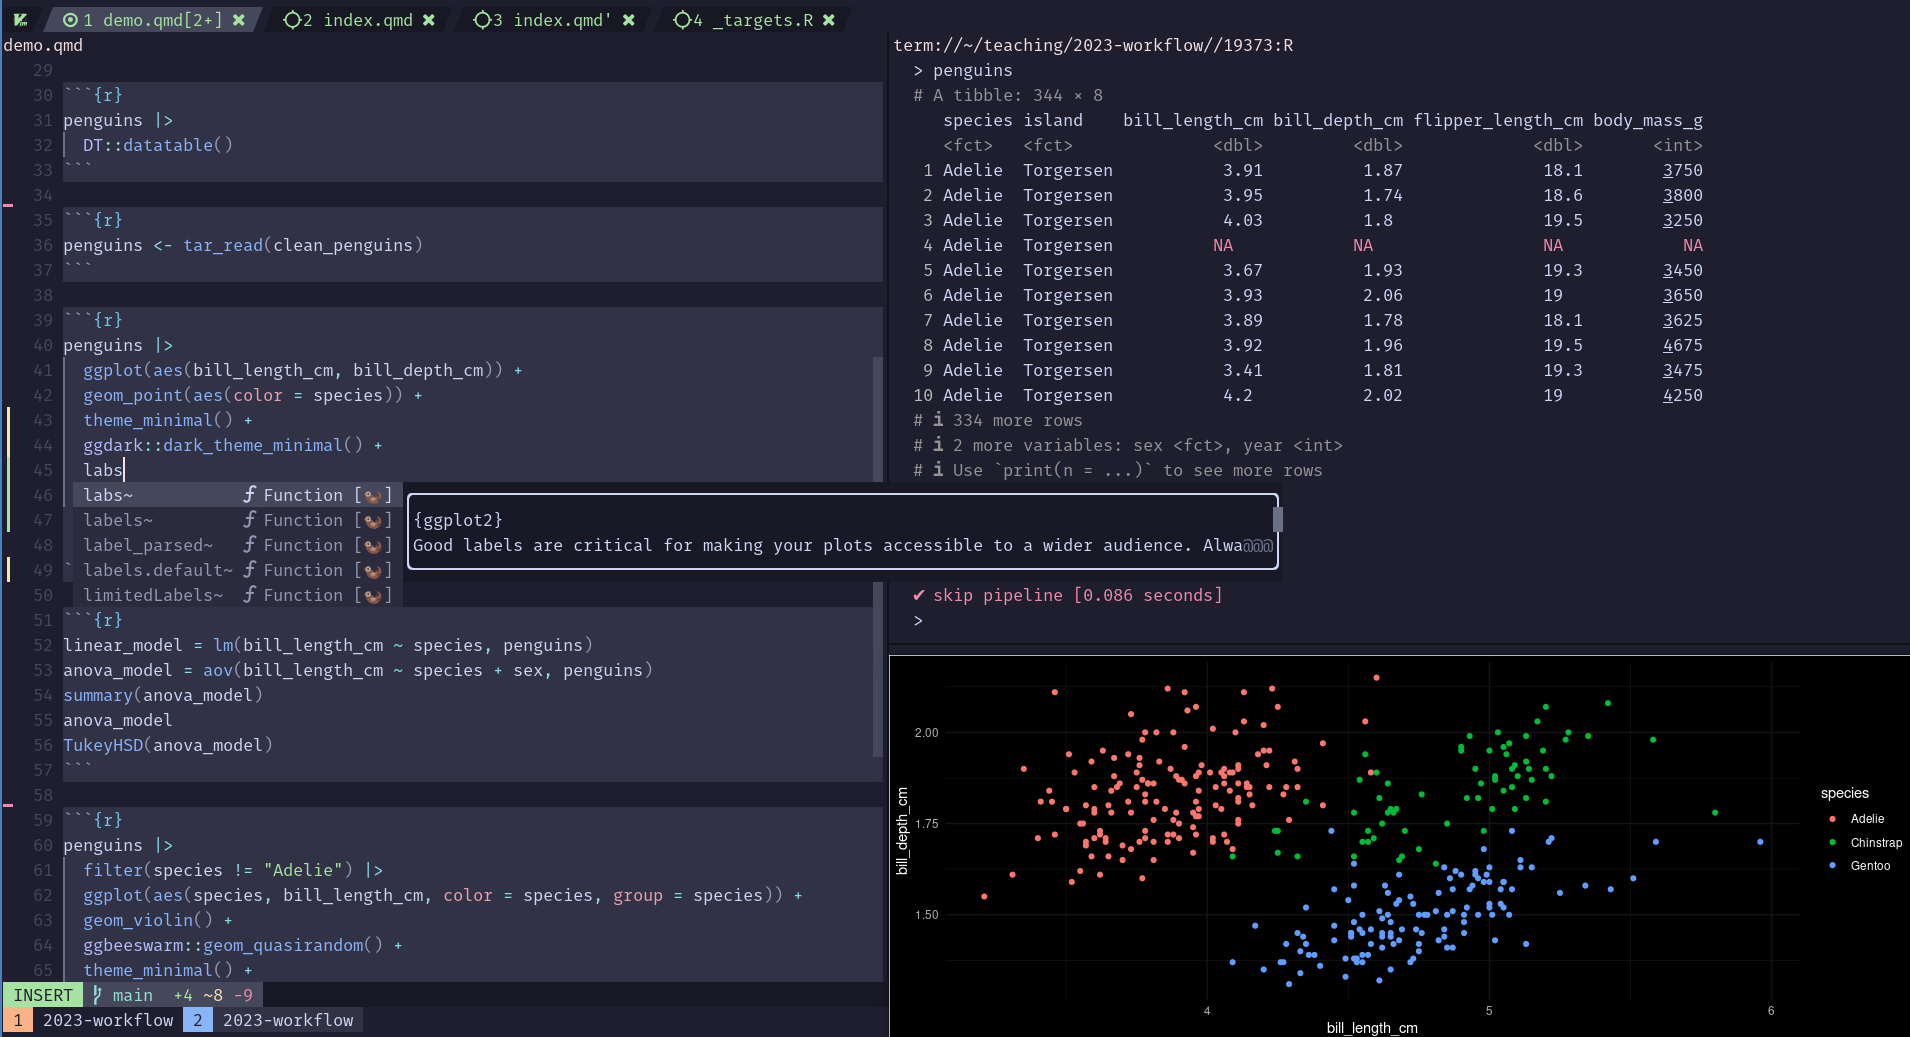 1 demo.qmd[2+] ✖ 2 index.qmd ✖ 3 index.qmd' ✖ 4 _targets.R ✖
demo.qmd
29
30 ```{r}
31 penguins |>
32   DT::datatable()
33 ```
34
35 ```{r}
36 penguins <- tar_read(clean_penguins)
37 ```
38
39 ```{r}
40 penguins |>
41   ggplot(aes(bill_length_cm, bill_depth_cm)) +
42   geom_point(aes(color = species)) +
43   theme_minimal() +
44   ggdark::dark_theme_minimal() +
45   labs
46 labs~ ƒ Function [🦦]
47 labels~ ƒ Function [🦦]
48 label_parsed~ ƒ Function [🦦]
49 ` labels.default~ ƒ Function [🦦]
50 limitedLabels~ ƒ Function [🦦]
{ggplot2}
Good labels are critical for making your plots accessible to a wider audience. Alwa@@@
51 ```{r}
52 linear_model = lm(bill_length_cm ~ species, penguins)
53 anova_model = aov(bill_length_cm ~ species + sex, penguins)
54 summary(anova_model)
55 anova_model
56 TukeyHSD(anova_model)
57 ```
58
59 ```{r}
60 penguins |>
61   filter(species != "Adelie") |>
62   ggplot(aes(species, bill_length_cm, color = species, group = species)) +
63   geom_violin() +
64   ggbeeswarm::geom_quasirandom() +
65   theme_minimal() +
INSERT main +4 ~8 -9
1 2023-workflow 2 2023-workflow
term://~/teaching/2023-workflow//19373:R
> penguins
# A tibble: 344 × 8
species island bill_length_cm bill_depth_cm flipper_length_cm body_mass_g
<fct> <fct> <dbl> <dbl> <dbl> <int>
1 Adelie Torgersen 3.91 1.87 18.1 3750
2 Adelie Torgersen 3.95 1.74 18.6 3800
3 Adelie Torgersen 4.03 1.8 19.5 3250
4 Adelie Torgersen NA NA NA NA
5 Adelie Torgersen 3.67 1.93 19.3 3450
6 Adelie Torgersen 3.93 2.06 19 3650
7 Adelie Torgersen 3.89 1.78 18.1 3625
8 Adelie Torgersen 3.92 1.96 19.5 4675
9 Adelie Torgersen 3.41 1.81 19.3 3475
10 Adelie Torgersen 4.2 2.02 19 4250
# ℹ 334 more rows
# ℹ 2 more variables: sex <fct>, year <int>
# ℹ Use `print(n = ...)` to see more rows
✔ skip pipeline [0.086 seconds]
>
bill_depth_cm
2.00
1.75
1.50
4 5 6
bill_length_cm
species
Adelie
Chinstrap
Gentoo